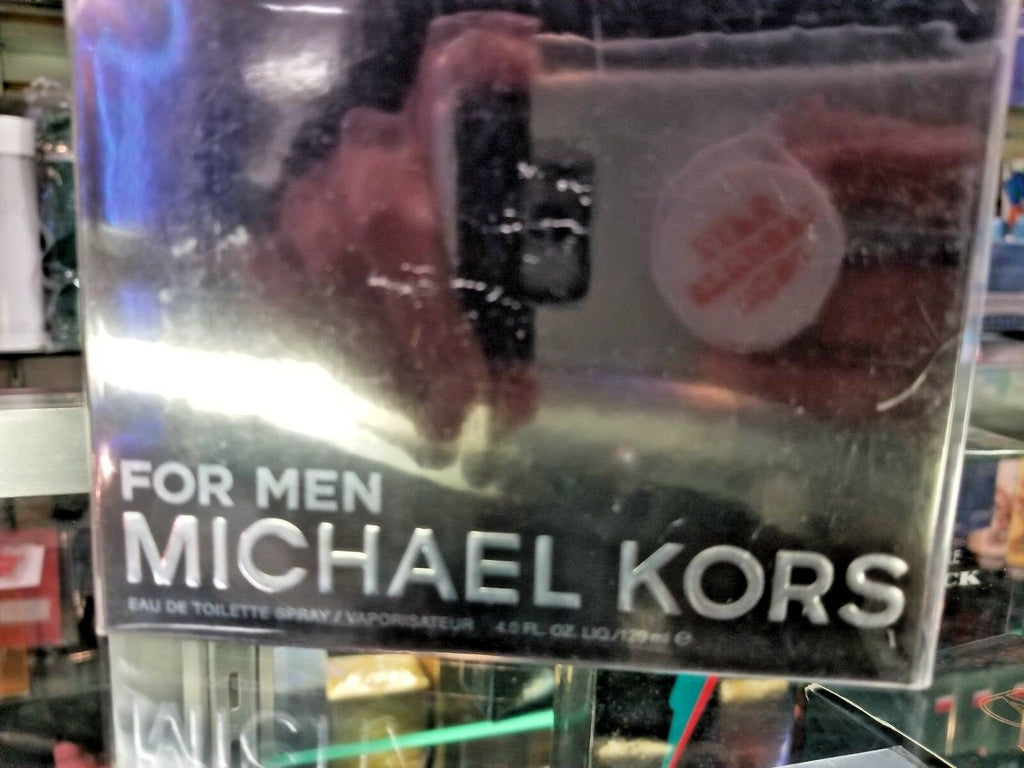 FOR MEN
MICHAEL KORS
EAU DE TOILETTE SPRAY / VAPORISATEUR 4.0 FL. OZ. LIQ./120 ml e